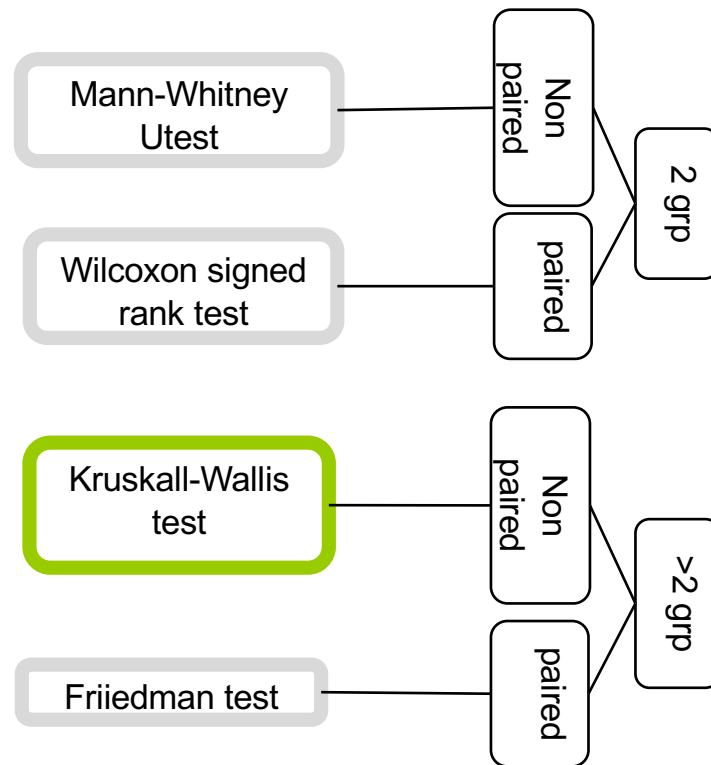 Mann-Whitney
Utest
Non
paired
2 grp
Wilcoxon signed
rank test
paired
Kruskall-Wallis
test
Non
paired
>2 grp
Friiedman test
paired